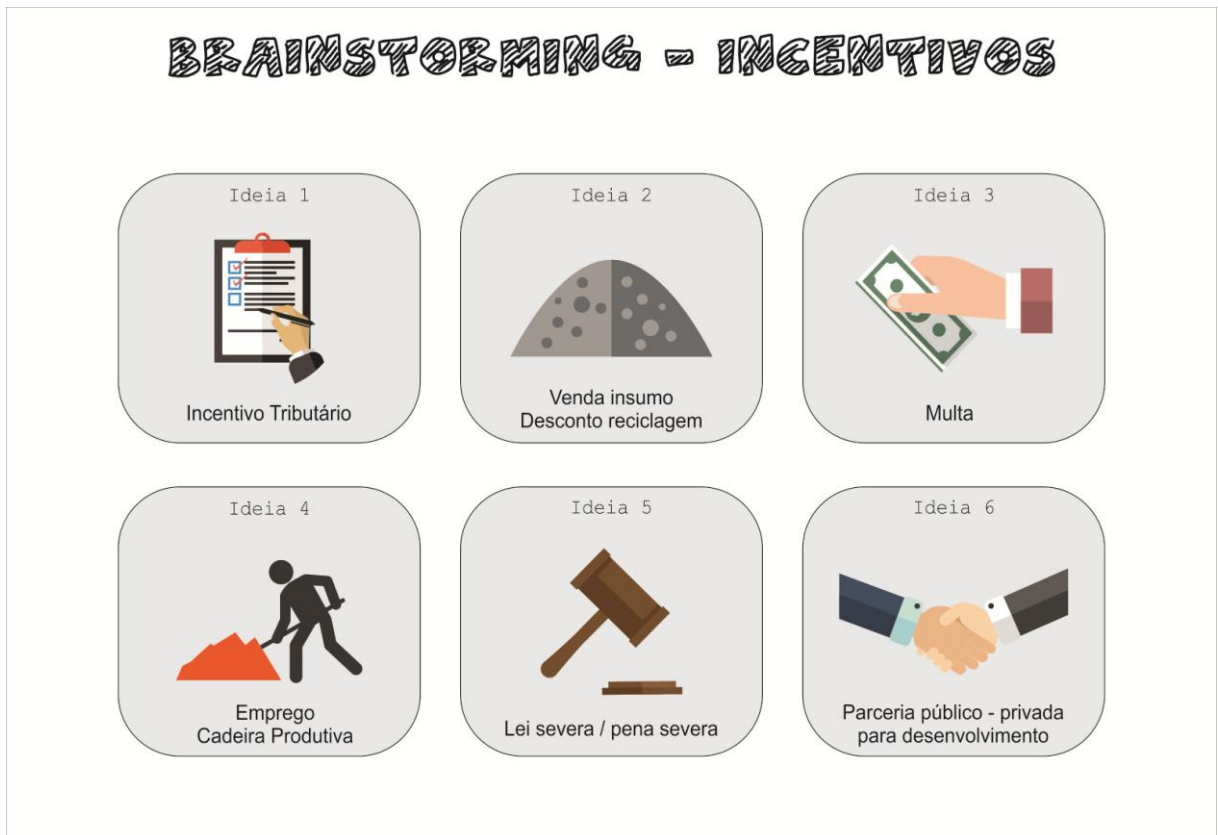 BRAINSTORMING - INCENTIVOS
Ideia 1
Incentivo Tributário
Ideia 2
Venda insumo
Desconto reciclagem
Ideia 3
Multa
Ideia 4
Emprego
Cadeira Produtiva
Ideia 5
Lei severa / pena severa
Ideia 6
Parceria público - privada
para desenvolvimento